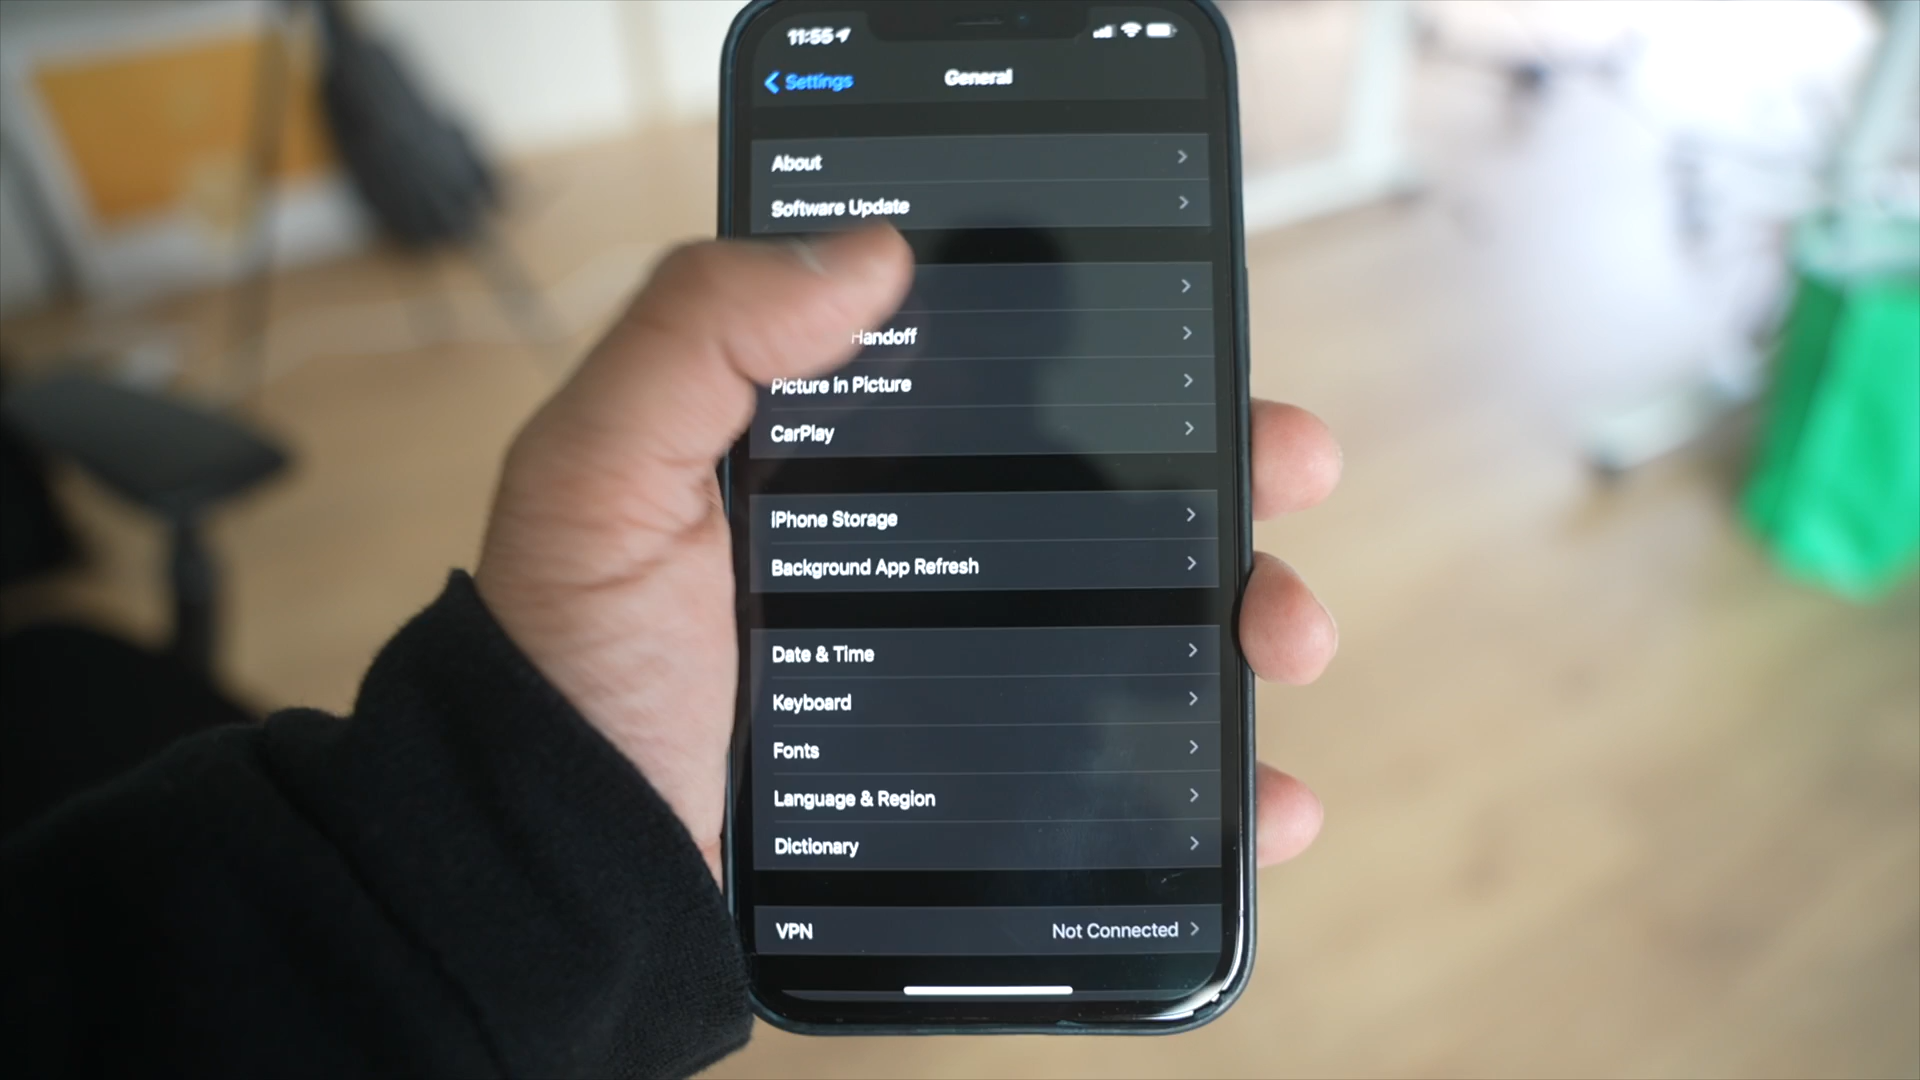 11:55
Settings
General
About
Software Update
Handoff
Picture in Picture
CarPlay
iPhone Storage
Background App Refresh
Date & Time
Keyboard
Fonts
Language & Region
Dictionary
VPN Not Connected